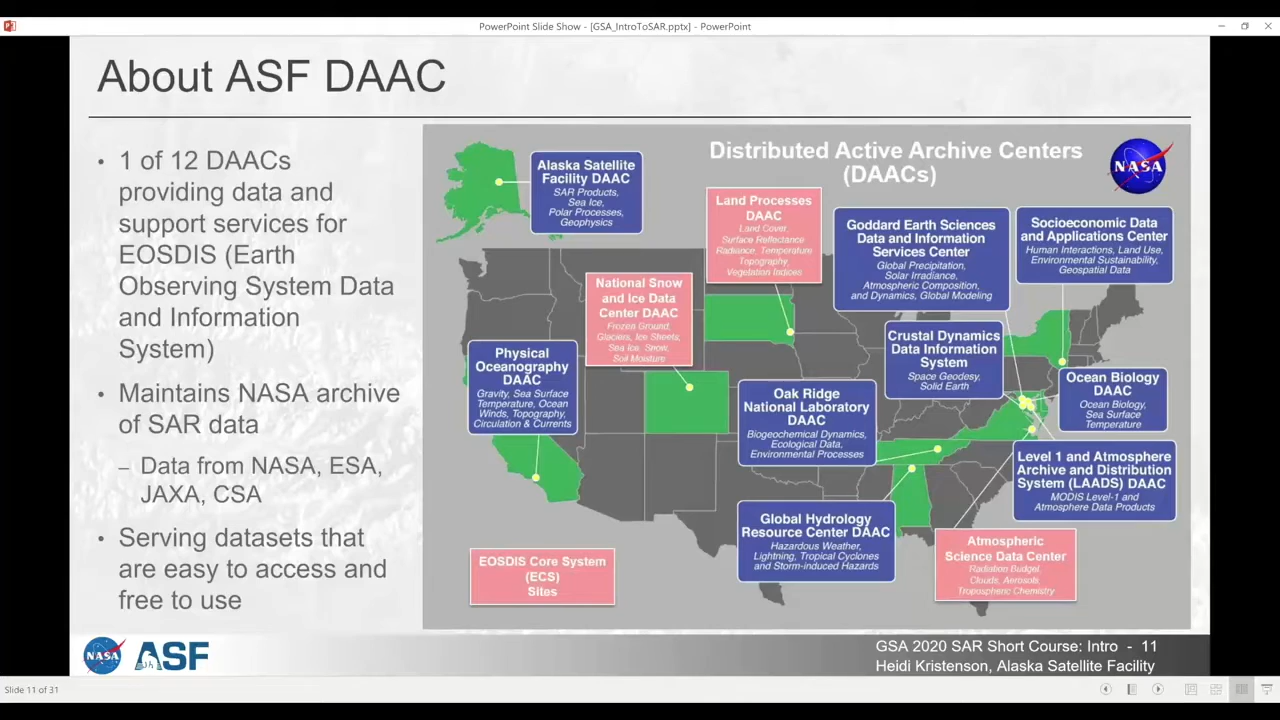 PowerPoint Slide Show - [GSA_IntroToSAR.pptx] - PowerPoint
About ASF DAAC
• 1 of 12 DAACs
providing data and
support services for
EOSDIS (Earth
Observing System Data
and Information
System)
• Maintains NASA archive
of SAR data
– Data from NASA, ESA,
JAXA, CSA
• Serving datasets that
are easy to access and
free to use
Distributed Active Archive Centers
(DAACs)
NASA
Alaska Satellite
Facility DAAC
SAR Products,
Sea Ice,
Polar Processes,
Geophysics
Land Processes
DAAC
Land Cover,
Surface Reflectance
Radiance, Temperature
Topography,
Vegetation Indices
Goddard Earth Sciences
Data and Information
Services Center
Global Precipitation,
Solar Irradiance,
Atmospheric Composition,
and Dynamics, Global Modeling
Socioeconomic Data
and Applications Center
Human Interactions, Land Use,
Environmental Sustainability,
Geospatial Data
National Snow
and Ice Data
Center DAAC
Frozen Ground,
Glaciers, Ice Sheets,
Sea Ice, Snow,
Soil Moisture
Physical
Oceanography
DAAC
Gravity, Sea Surface
Temperature, Ocean
Winds, Topography,
Circulation & Currents
Crustal Dynamics
Data Information
System
Space Geodesy,
Solid Earth
Oak Ridge
National Laboratory
DAAC
Biogeochemical Dynamics,
Ecological Data,
Environmental Processes
Ocean Biology
DAAC
Ocean Biology,
Sea Surface
Temperature
Level 1 and Atmosphere
Archive and Distribution
System (LAADS) DAAC
MODIS Level-1 and
Atmosphere Data Products
Global Hydrology
Resource Center DAAC
Hazardous Weather,
Lightning, Tropical Cyclones
and Storm-induced Hazards
Atmospheric
Science Data Center
Radiation Budget,
Clouds, Aerosols,
Tropospheric Chemistry
EOSDIS Core System
(ECS)
Sites
NASA
ASF
GSA 2020 SAR Short Course: Intro - 11
Heidi Kristenson, Alaska Satellite Facility
Slide 11 of 31